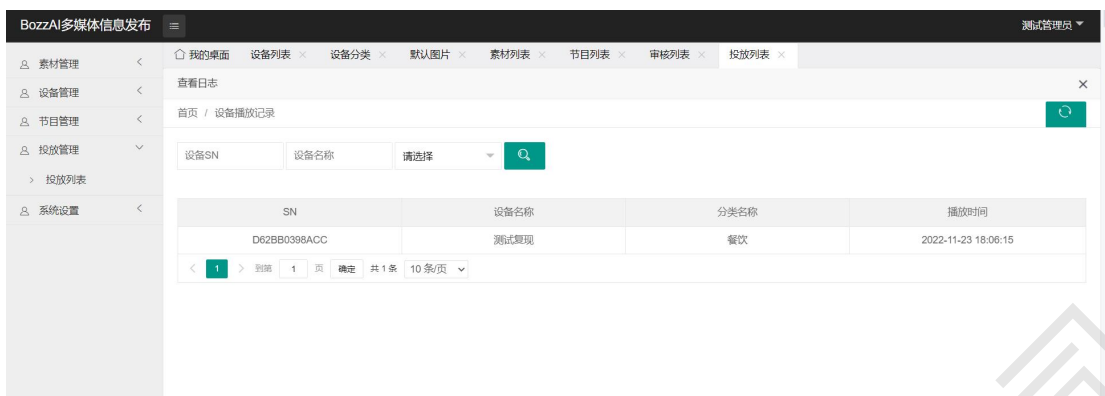 BozzAI多媒体信息发布
测试管理员
素材管理
设备管理
节目管理
投放管理
投放列表
系统设置
我的桌面 设备列表 设备分类 默认图片 素材列表 节目列表 审核列表 投放列表
查看日志
首页 / 设备播放记录
设备SN 设备名称 请选择
SN 设备名称 分类名称 播放时间
D62BB0398ACC 测试复现 餐饮 2022-11-23 18:06:15
1 到第 1 页 确定 共 1 条 10 条/页